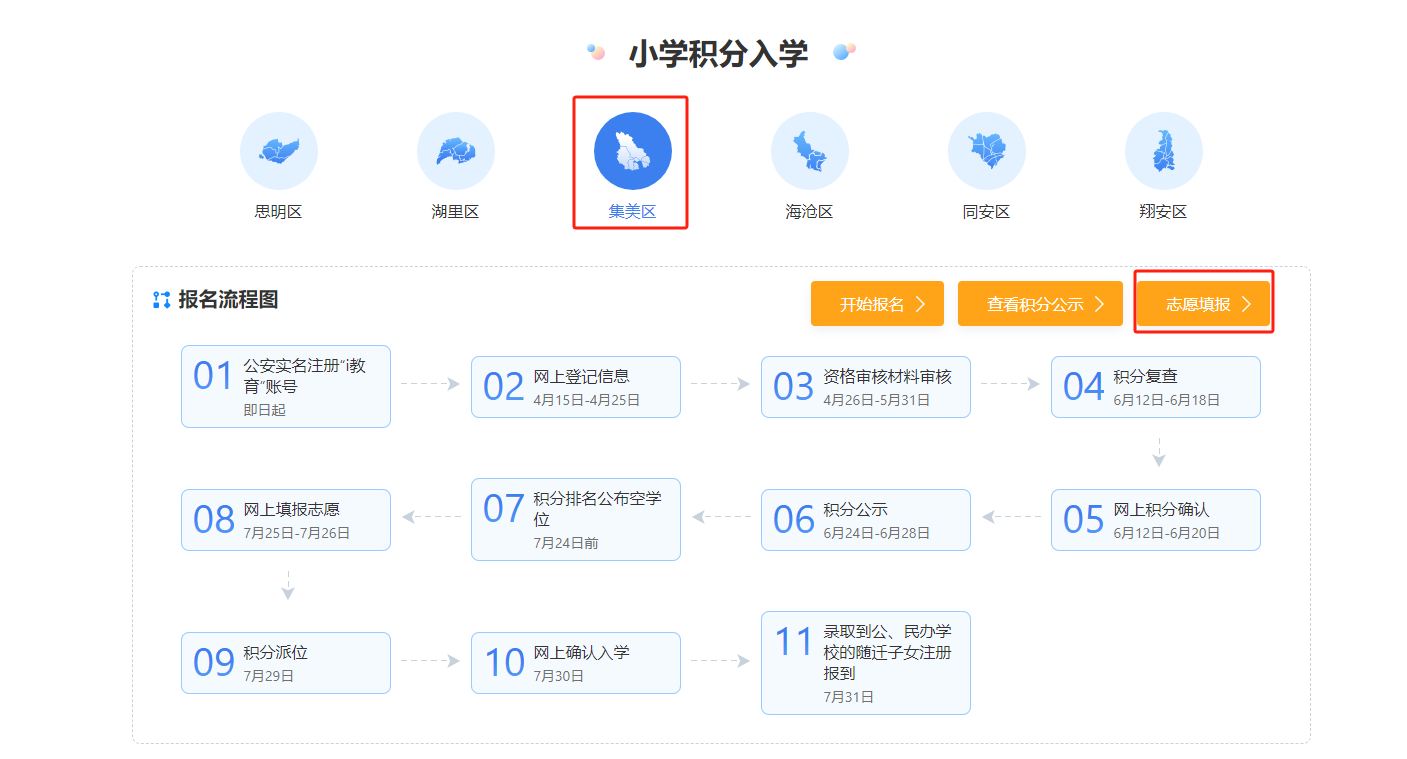 小学积分入学
思明区
湖里区
集美区
海沧区
同安区
翔安区
报名流程图
开始报名
查看积分公示
志愿填报
01
公安实名注册“i教
育“账号
即日起
02
网上登记信息
4月15日-4月25日
03
资格审核材料审核
4月26日-5月31日
04
积分复查
6月12日-6月18日
05
网上积分确认
6月12日-6月20日
06
积分公示
6月24日-6月28日
07
积分排名公布空学
位
7月24日前
08
网上填报志愿
7月25日-7月26日
09
积分派位
7月29日
10
网上确认入学
7月30日
11
录取到公、民办学
校的随迁子女注册
报到
7月31日